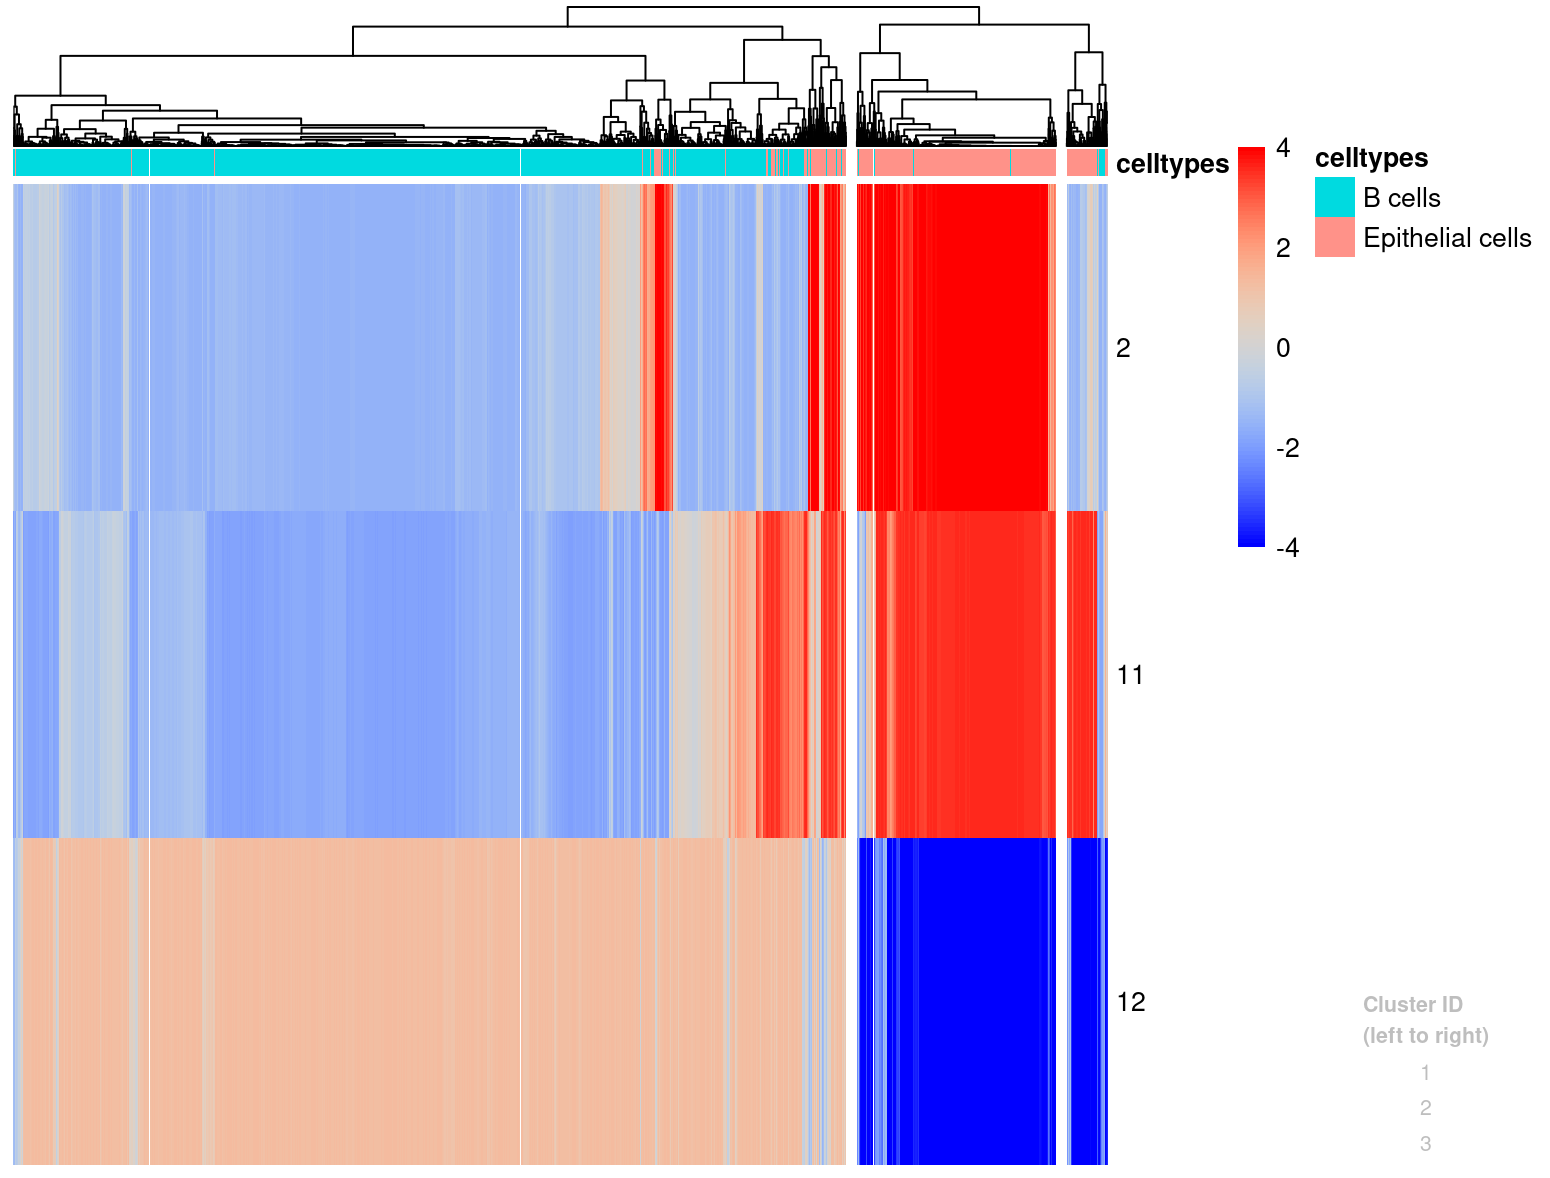 celltypes
4
2
0
-2
-4
celltypes
B cells
Epithelial cells
2
11
12
Cluster ID
(left to right)
1
2
3